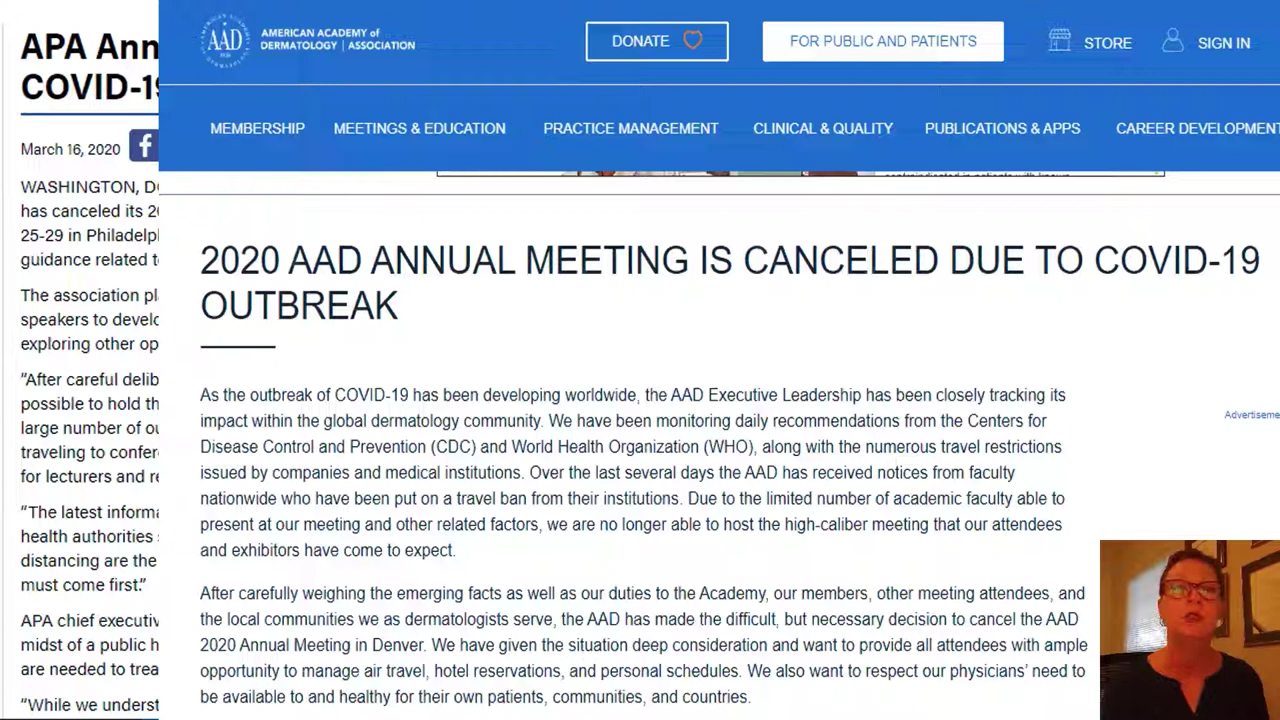 APA Ann
COVID-19
March 16, 2020
f
WASHINGTON, DC
has canceled its 20
25-29 in Philadelph
guidance related to
The association pl
speakers to develo
exploring other op
"After careful delib
possible to hold th
large number of ou
traveling to confer
for lecturers and re
"The latest informa
health authorities
distancing are the
must come first."
APA chief executiv
midst of a public h
are needed to trea
"While we underst
AAD
AMERICAN ACADEMY of
DERMATOLOGY | ASSOCIATION
DONATE
FOR PUBLIC AND PATIENTS
STORE
SIGN IN
MEMBERSHIP MEETINGS & EDUCATION PRACTICE MANAGEMENT CLINICAL & QUALITY PUBLICATIONS & APPS CAREER DEVELOPMENT
contraindicated in patients with known
2020 AAD ANNUAL MEETING IS CANCELED DUE TO COVID-19
OUTBREAK
As the outbreak of COVID-19 has been developing worldwide, the AAD Executive Leadership has been closely tracking its
impact within the global dermatology community. We have been monitoring daily recommendations from the Centers for
Disease Control and Prevention (CDC) and World Health Organization (WHO), along with the numerous travel restrictions
issued by companies and medical institutions. Over the last several days the AAD has received notices from faculty
nationwide who have been put on a travel ban from their institutions. Due to the limited number of academic faculty able to
present at our meeting and other related factors, we are no longer able to host the high-caliber meeting that our attendees
and exhibitors have come to expect.
Advertiseme
After carefully weighing the emerging facts as well as our duties to the Academy, our members, other meeting attendees, and
the local communities we as dermatologists serve, the AAD has made the difficult, but necessary decision to cancel the AAD
2020 Annual Meeting in Denver. We have given the situation deep consideration and want to provide all attendees with ample
opportunity to manage air travel, hotel reservations, and personal schedules. We also want to respect our physicians' need to
be available to and healthy for their own patients, communities, and countries.